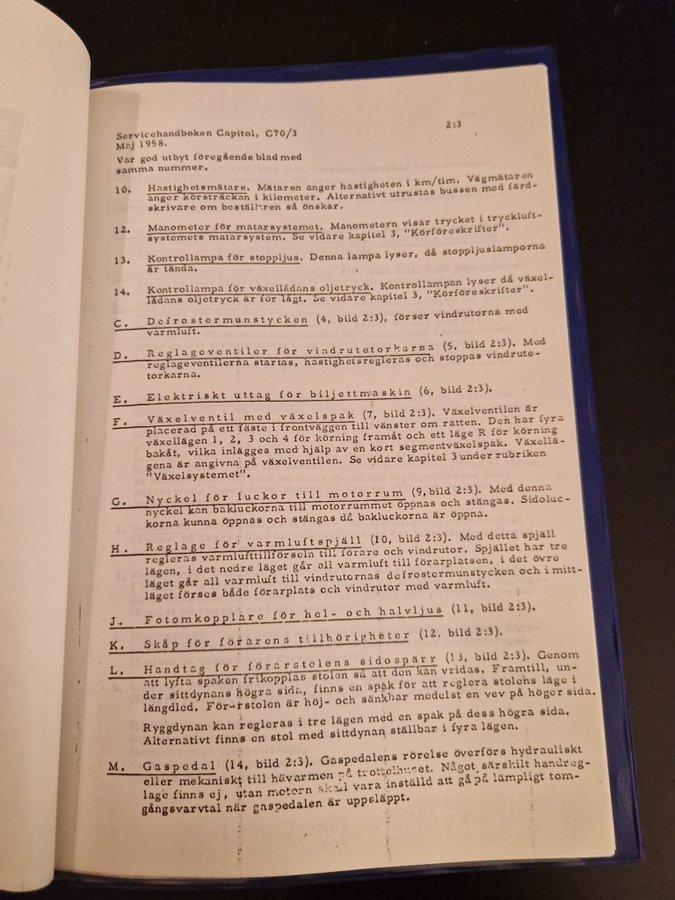 Servicehandboken Capitol, C70/3
2:3
Maj 1958.
Var god utbyt föregående blad med
samma nummer.
10. Hastighetsmätare. Mätaren anger hastigheten i km/tim. Vägmätaren
anger körsträckan i kilometer. Alternativt utrustas bussen med färd-
skrivare om beställaren så önskar.
12. Manometer för matarsystemet. Manometern visar trycket i tryckluft-
systemets matarsystem. Se vidare kapitel 3, "Körföreskrifter".
13. Kontrollampa för stoppljus. Denna lampa lyser, då stoppljuslamporna
är tända.
14. Kontrollampa för växellådans oljetryck. Kontrollampan lyser då växel-
lådans oljetryck är för lågt. Se vidare kapitel 3, "Körföreskrifter".
C. Defrostermunstycken (4, bild 2:3), förser vindrutorna med
varmluft.
D. Reglageventiler för vindrutetorkarna (5, bild 2:3). Med
reglageventilerna startas, hastighetsregleras och stoppas vindrute-
torkarna.
E. Elektriskt uttag för biljettmaskin (6, bild 2:3).
F. Växelventil med växelspak (7, bild 2:3). Växelventilen är
placerad på ett fäste i frontväggen till vänster om ratten. Den har fyra
växellägen 1, 2, 3 och 4 för körning framåt och ett läge R för körning
bakåt, vilka inlägges med hjälp av en kort segmentväxelspak. Växellä-
gena är angivna på växelventilen. Se vidare kapitel 3 under rubriken
"Växelsystemet".
G. Nyckel för luckor till motorrum (9, bild 2:3). Med denna
nyckel kan bakluckorna till motorrummet öppnas och stängas. Sidoluc-
korna kunna öppnas och stängas då bakluckorna är öppna.
H. Reglage för varmluftspjäll (10, bild 2:3). Med detta spjäll
regleras varmlufttillförseln till förare och vindrutor. Spjället har tre
lägen, i det nedre läget går all varmluft till förarplatsen, i det övre
läget går all varmluft till vindrutornas defrostermunstycken och i mitt-
läget förses både förarplats och vindrutor med varmluft.
J. Fotomkopplare för hel- och halvljus (11, bild 2:3).
K. Skåp för förarens tillhörigheter (12, bild 2:3).
L. Handtag för förarstolens sidospärr (13, bild 2:3). Genom
att lyfta spaken frikopplas stolen så att den kan vridas. Framtill, un-
der sittdynans högra sida, finns en spak för att reglera stolens läge i
längdled. Förarstolen är höj- och sänkbar medelst en vev på höger sida.
Ryggdynan kan regleras i tre lägen med en spak på dess högra sida.
Alternativt finns en stol med sittdynan ställbar i fyra lägen.
M. Gaspedal (14, bild 2:3). Gaspedalens rörelse överförs hydrauliskt
eller mekaniskt till hävarmen på trottelhuset. Något särskilt handreg-
lage finns ej, utan motorn skall vara inställd att gå på lämpligt tom-
gångsvarvtal när gaspedalen är uppsläppt.